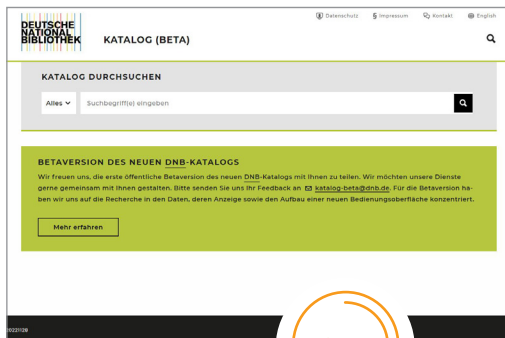 Datenschutz § Impressum Kontakt English
DEUTSCHE
NATIONAL
BIBLIOTHEK
KATALOG (BETA)
KATALOG DURCHSUCHEN
Alles Suchbegriff(e) eingeben
BETAVERSION DES NEUEN DNB-KATALOGS
Wir freuen uns, die erste öffentliche Betaversion des neuen DNB-Katalogs mit Ihnen zu teilen. Wir möchten unsere Dienste
gerne gemeinsam mit Ihnen gestalten. Bitte senden Sie uns Ihr Feedback an katalog-beta@dnb.de. Für die Betaversion ha-
ben wir uns auf die Recherche in den Daten, deren Anzeige sowie den Aufbau einer neuen Bedienungsoberfläche konzentriert.
Mehr erfahren
20221128